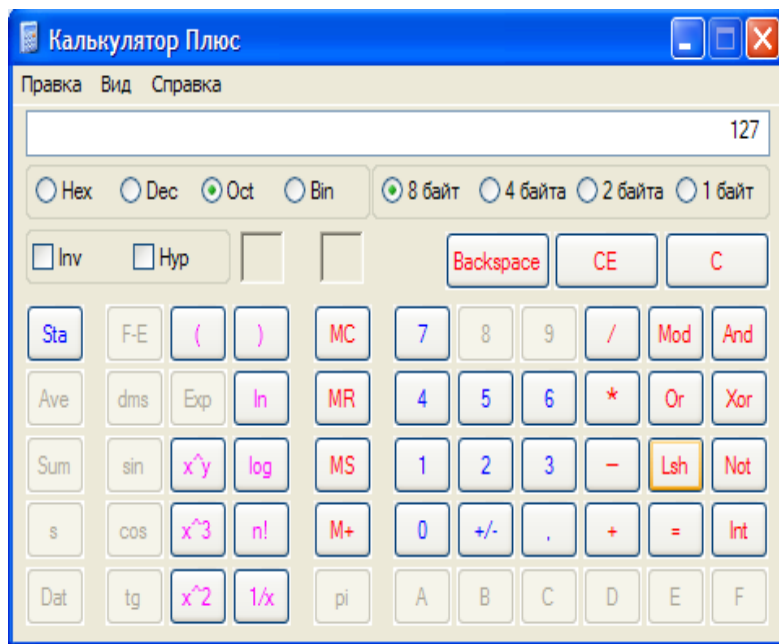 Калькулятор Плюс
Правка Вид Справка
127
Hex Dec Oct Bin 8 байт 4 байта 2 байта 1 байт
Inv Hyp Backspace CE C
Sta F-E ( ) MC 7 8 9 / Mod And
Ave dms Exp ln MR 4 5 6 * Or Xor
Sum sin x^y log MS 1 2 3 − Lsh Not
s cos x^3 n! M+ 0 +/- , + = Int
Dat tg x^2 1/x pi A B C D E F